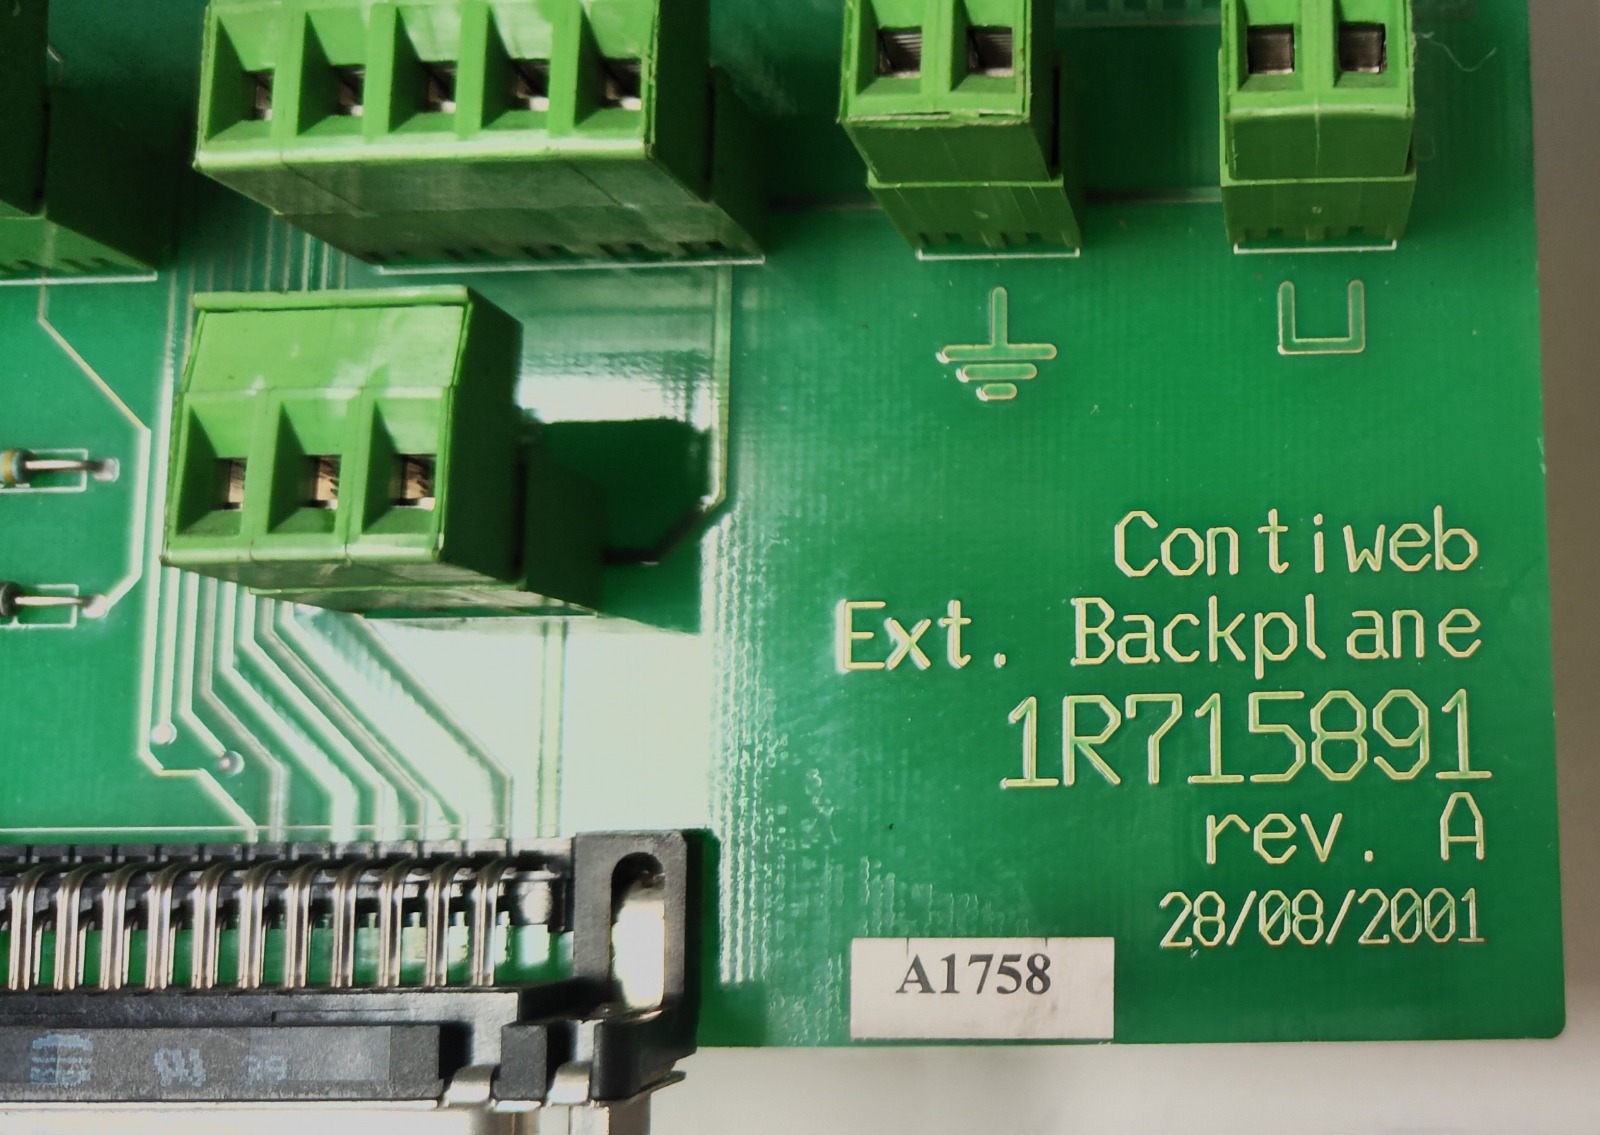 Contiweb
Ext. Backplane
1R715891
rev. A
28/08/2001
A1758